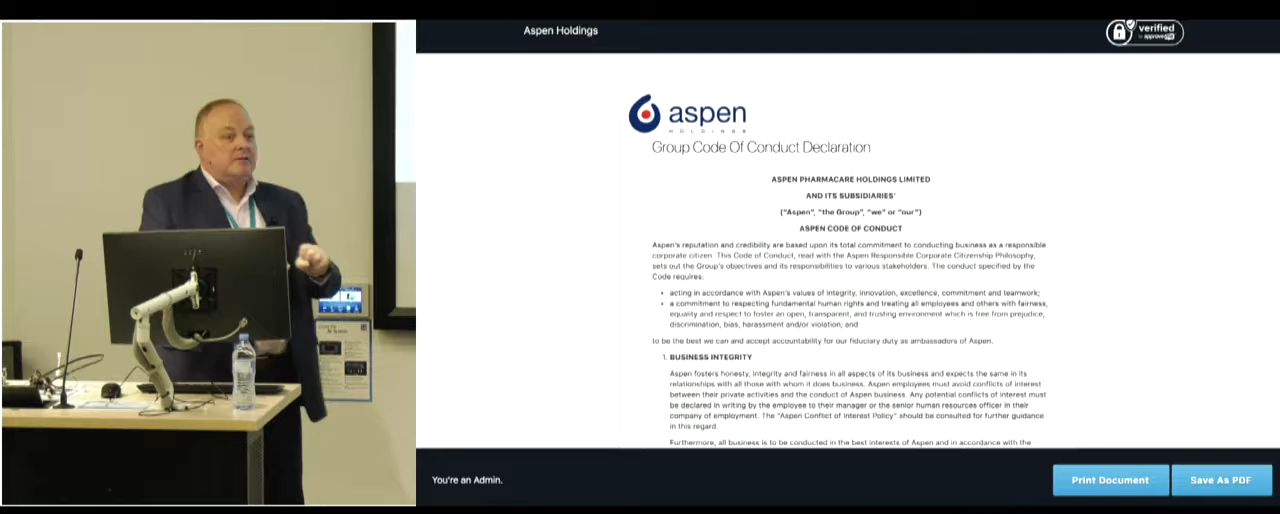 Aspen Holdings
verified
by approveMe
aspen
HOLDINGS
Group Code Of Conduct Declaration
ASPEN PHARMACARE HOLDINGS LIMITED
AND ITS SUBSIDIARIES'
("Aspen", "the Group", "we" or "our")
ASPEN CODE OF CONDUCT
Aspen's reputation and credibility are based upon its total commitment to conducting business as a responsible
corporate citizen. This Code of Conduct, read with the Aspen Responsible Corporate Citizenship Philosophy,
sets out the Group's objectives and its responsibilities to various stakeholders. The conduct specified by the
Code requires:
• acting in accordance with Aspen's values of integrity, innovation, excellence, commitment and teamwork;
• a commitment to respecting fundamental human rights and treating all employees and others with fairness,
equality and respect to foster an open, transparent, and trusting environment which is free from prejudice,
discrimination, bias, harassment and/or violation; and
to be the best we can and accept accountability for our fiduciary duty as ambassadors of Aspen.
1. BUSINESS INTEGRITY
Aspen fosters honesty, integrity and fairness in all aspects of its business and expects the same in its
relationships with all those with whom it does business. Aspen employees must avoid conflicts of interest
between their private activities and the conduct of Aspen business. Any potential conflicts of interest must
be declared in writing by the employee to their manager or the senior human resources officer in their
company of employment. The "Aspen Conflict of Interest Policy" should be consulted for further guidance
in this regard.
Furthermore, all business is to be conducted in the best interests of Aspen and in accordance with the
You're an Admin.
Print Document
Save As PDF